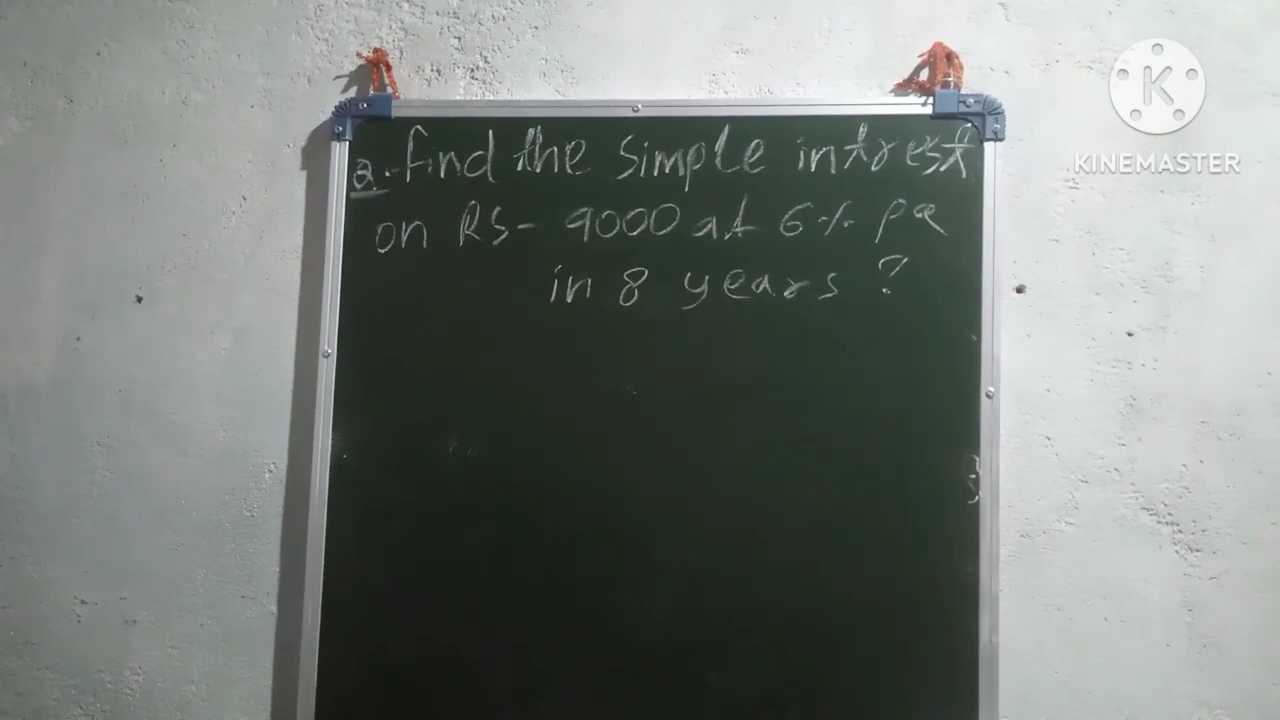 Q.- find the simple intrest
on RS- 9000 at 6% pa
in 8 years ?
K
KINEMASTER